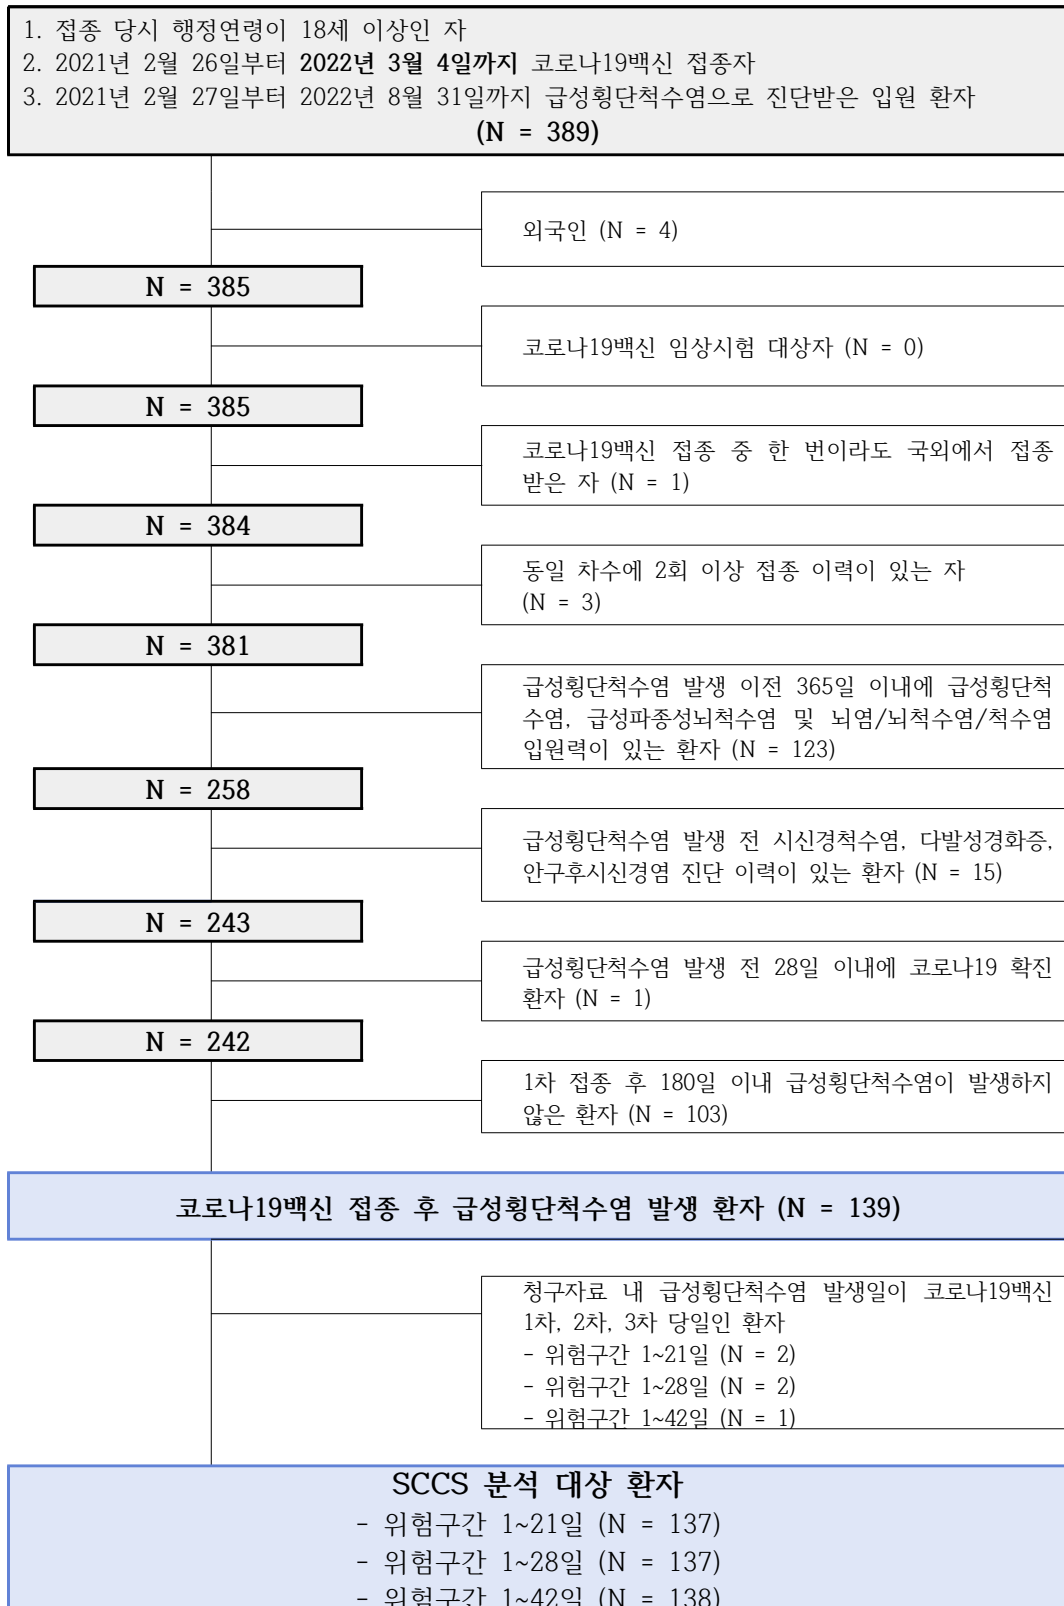 1. 접종 당시 행정연령이 18세 이상인 자
2. 2021년 2월 26일부터 2022년 3월 4일까지 코로나19백신 접종자
3. 2021년 2월 27일부터 2022년 8월 31일까지 급성횡단척수염으로 진단받은 입원 환자
(N = 389)
외국인 (N = 4)
N = 385
코로나19백신 임상시험 대상자 (N = 0)
N = 385
코로나19백신 접종 중 한 번이라도 국외에서 접종
받은 자 (N = 1)
N = 384
동일 차수에 2회 이상 접종 이력이 있는 자
(N = 3)
N = 381
급성횡단척수염 발생 이전 365일 이내에 급성횡단척
수염, 급성파종성뇌척수염 및 뇌염/뇌척수염/척수염
입원력이 있는 환자 (N = 123)
N = 258
급성횡단척수염 발생 전 시신경척수염, 다발성경화증,
안구후시신경염 진단 이력이 있는 환자 (N = 15)
N = 243
급성횡단척수염 발생 전 28일 이내에 코로나19 확진
환자 (N = 1)
N = 242
1차 접종 후 180일 이내 급성횡단척수염이 발생하지
않은 환자 (N = 103)
코로나19백신 접종 후 급성횡단척수염 발생 환자 (N = 139)
청구자료 내 급성횡단척수염 발생일이 코로나19백신
1차, 2차, 3차 당일인 환자
- 위험구간 1~21일 (N = 2)
- 위험구간 1~28일 (N = 2)
- 위험구간 1~42일 (N = 1)
SCCS 분석 대상 환자
- 위험구간 1~21일 (N = 137)
- 위험구간 1~28일 (N = 137)
- 위험구간 1~42일 (N = 138)